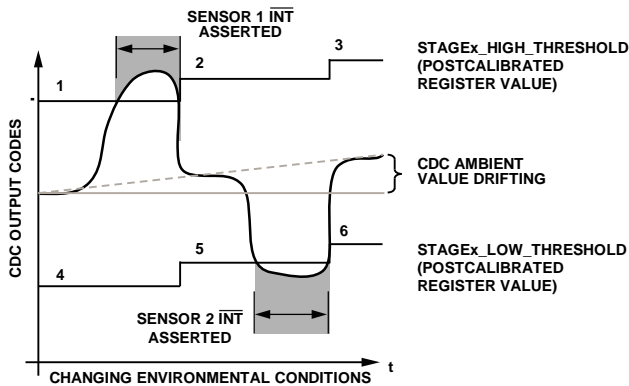 SENSOR 1 INT
ASSERTED
1
2
3
STAGEx_HIGH_THRESHOLD
(POSTCALIBRATED
REGISTER VALUE)
CDC OUTPUT CODES
CDC AMBIENT
VALUE DRIFTING
4
5
6
STAGEx_LOW_THRESHOLD
(POSTCALIBRATED
REGISTER VALUE)
SENSOR 2 INT
ASSERTED
t
CHANGING ENVIRONMENTAL CONDITIONS